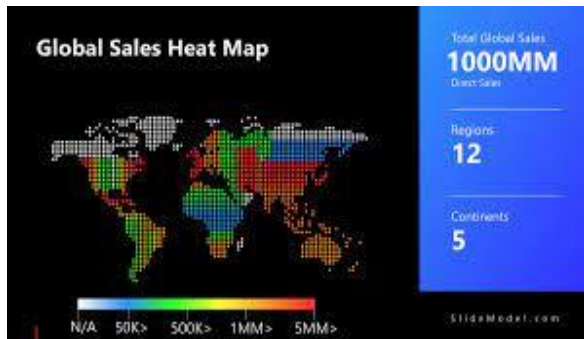 Global Sales Heat Map
Total Global Sales
1000MM
Direct Sales
Regions
12
Continents
5
N/A 50K> 500K> 1MM> 5MM>
SlideModel.com